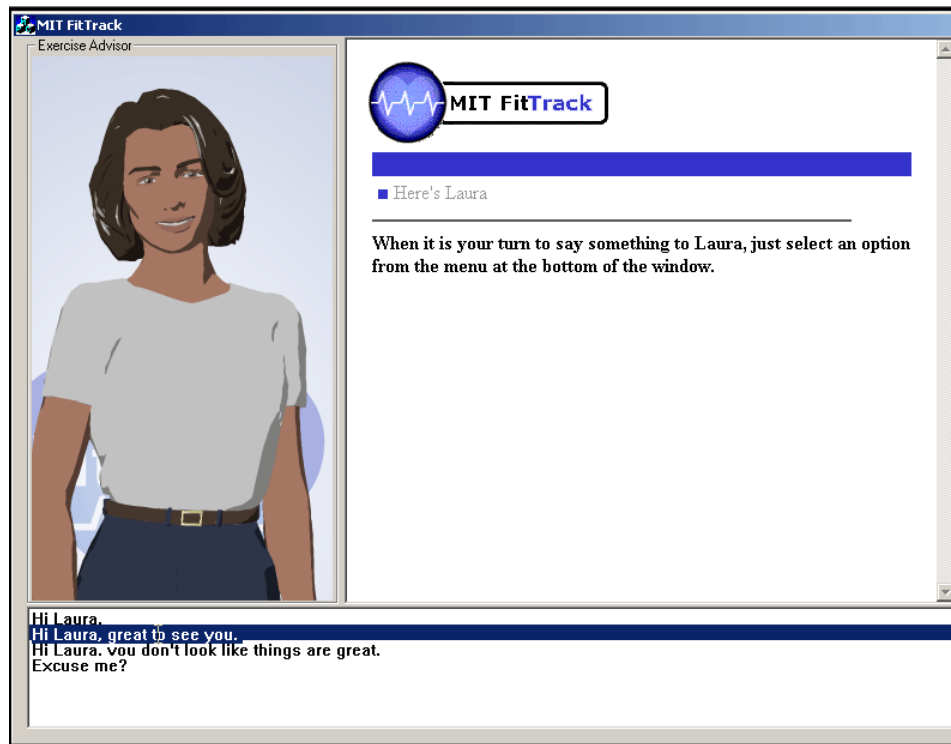 MIT FitTrack
Exercise Advisor
MIT FitTrack
Here's Laura
When it is your turn to say something to Laura, just select an option
from the menu at the bottom of the window.
Hi Laura.
Hi Laura, great to see you.
Hi Laura. you don't look like things are great.
Excuse me?